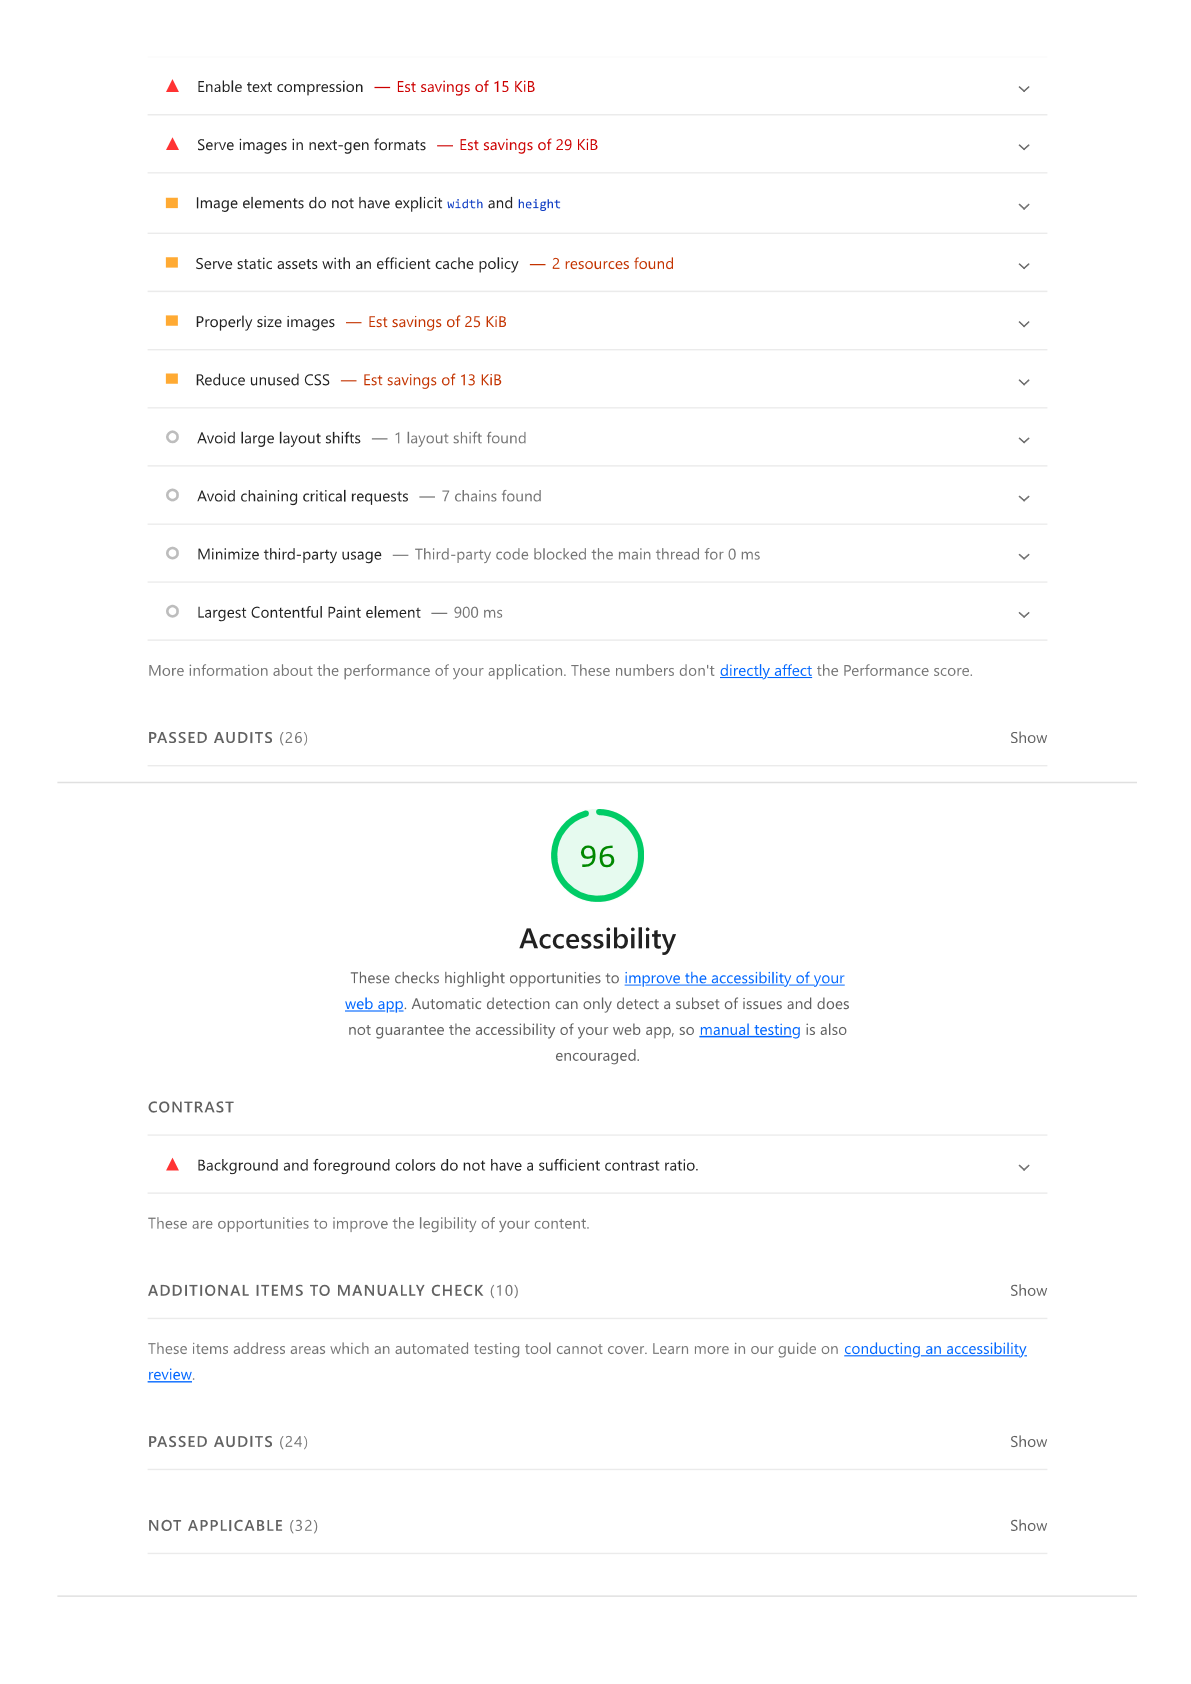 Enable text compression — Est savings of 15 KiB
Serve images in next-gen formats — Est savings of 29 KiB
Image elements do not have explicit width and height
Serve static assets with an efficient cache policy — 2 resources found
Properly size images — Est savings of 25 KiB
Reduce unused CSS — Est savings of 13 KiB
Avoid large layout shifts — 1 layout shift found
Avoid chaining critical requests — 7 chains found
Minimize third-party usage — Third-party code blocked the main thread for 0 ms
Largest Contentful Paint element — 900 ms
More information about the performance of your application. These numbers don't directly affect the Performance score.
PASSED AUDITS (26) Show
96
Accessibility
These checks highlight opportunities to improve the accessibility of your
web app. Automatic detection can only detect a subset of issues and does
not guarantee the accessibility of your web app, so manual testing is also
encouraged.
CONTRAST
Background and foreground colors do not have a sufficient contrast ratio.
These are opportunities to improve the legibility of your content.
ADDITIONAL ITEMS TO MANUALLY CHECK (10) Show
These items address areas which an automated testing tool cannot cover. Learn more in our guide on conducting an accessibility
review.
PASSED AUDITS (24) Show
NOT APPLICABLE (32) Show